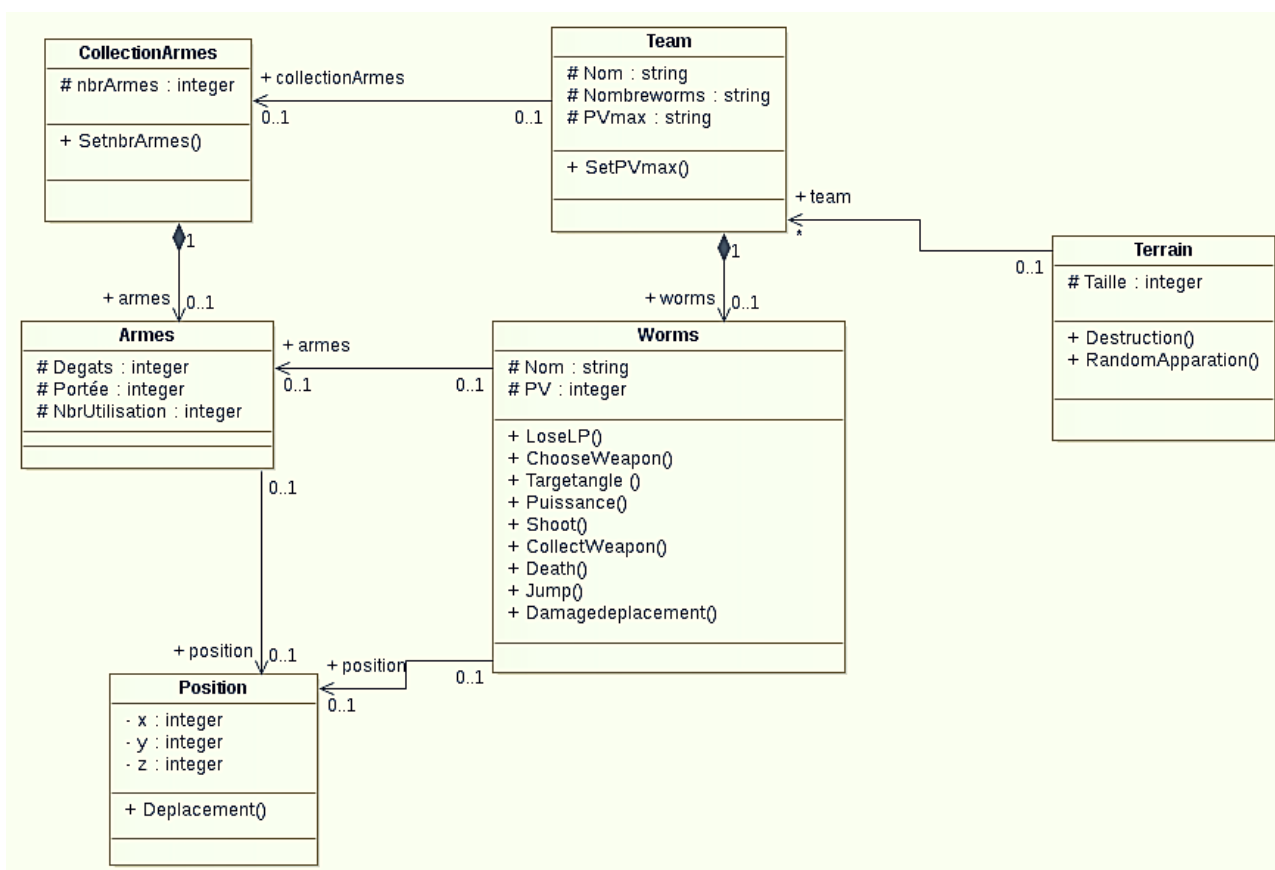 CollectionArmes
# nbrArmes : integer
+ SetnbrArmes()
+ collectionArmes
0..1
0..1
Team
# Nom : string
# Nombreworms : string
# PVmax : string
+ SetPVmax()
+ team
*
0..1
Terrain
# Taille : integer
+ Destruction()
+ RandomApparation()
1
+ armes
0..1
1
+ worms
0..1
Armes
# Degats : integer
# Portée : integer
# NbrUtilisation : integer
+ armes
0..1
0..1
Worms
# Nom : string
# PV : integer
+ LoseLP()
+ ChooseWeapon()
+ Targetangle ()
+ Puissance()
+ Shoot()
+ CollectWeapon()
+ Death()
+ Jump()
+ Damagedeplacement()
0..1
+ position
0..1
+ position
0..1
0..1
Position
- x : integer
- y : integer
- z : integer
+ Deplacement()